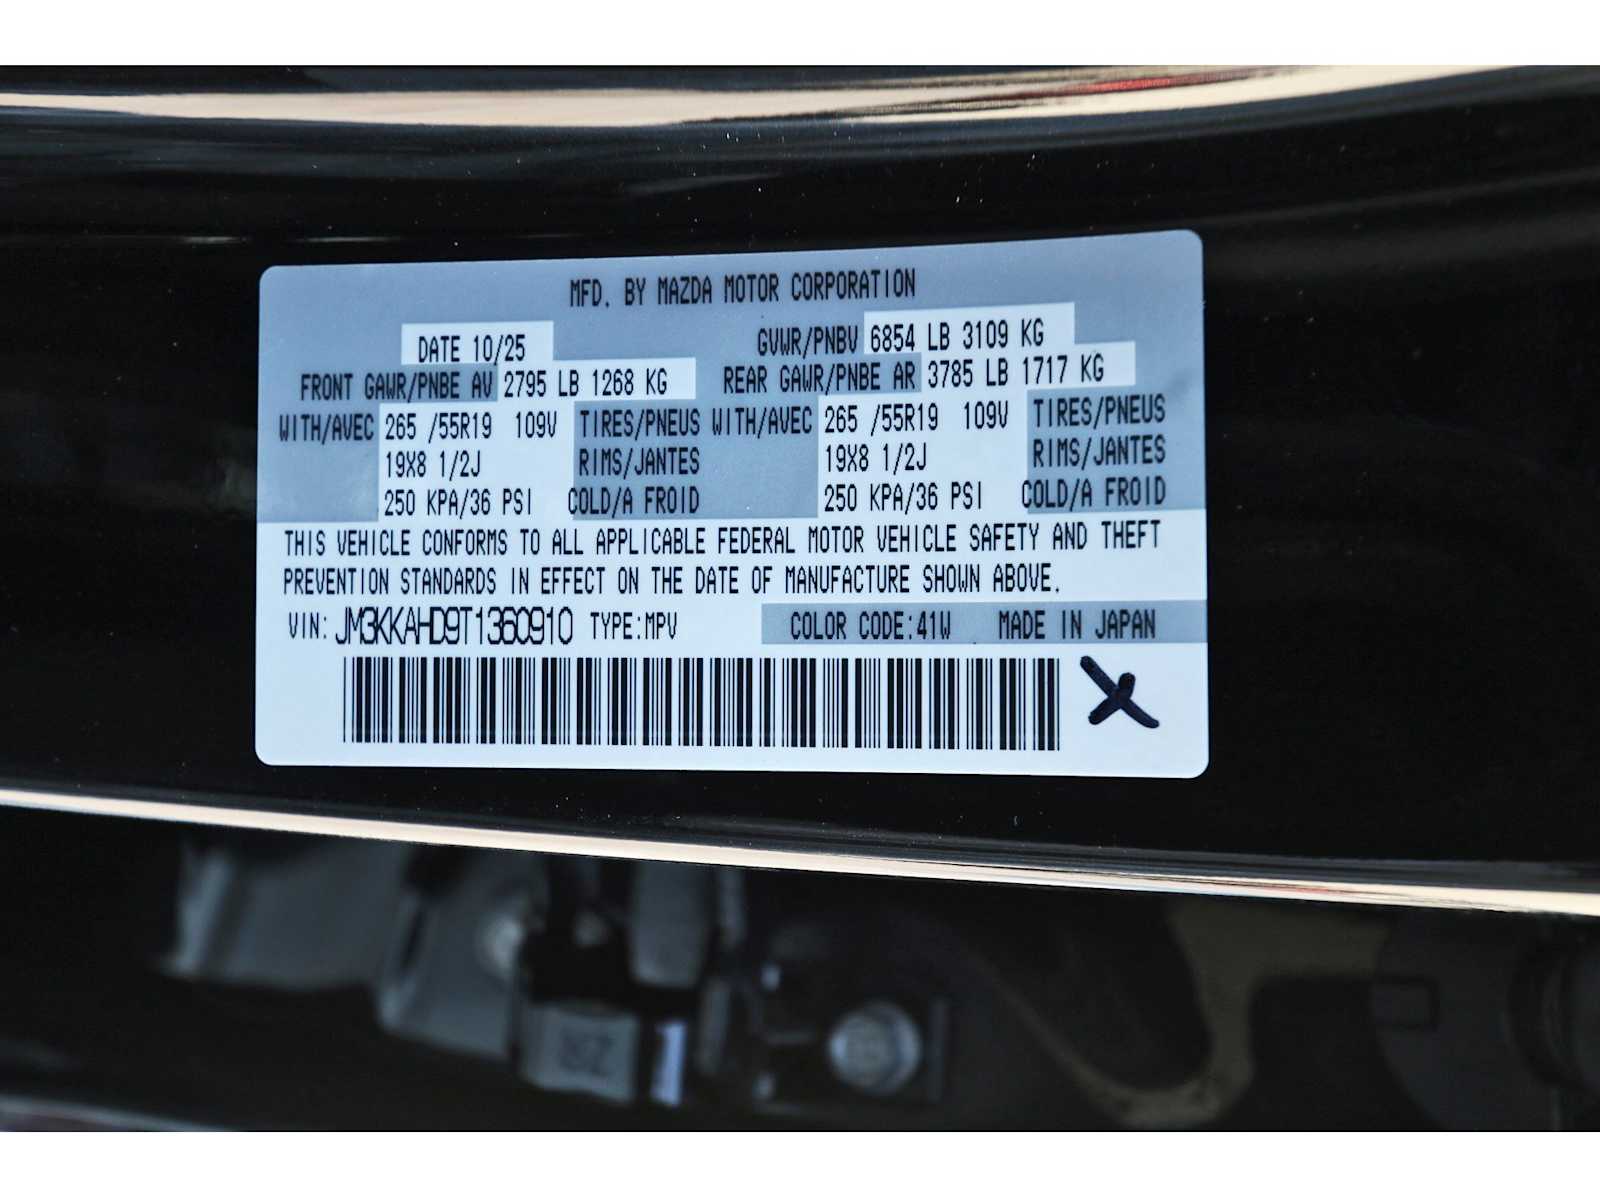 MFD. BY MAZDA MOTOR CORPORATION
DATE 10/25 GVWR/PNBV 6854 LB 3109 KG
FRONT GAWR/PNBE AV 2795 LB 1268 KG REAR GAWR/PNBE AR 3785 LB 1717 KG
WITH/AVEC 265 /55R19 109V TIRES/PNEUS WITH/AVEC 265 /55R19 109V TIRES/PNEUS
19X8 1/2J RIMS/JANTES 19X8 1/2J RIMS/JANTES
250 KPA/36 PSI COLD/A FROID 250 KPA/36 PSI COLD/A FROID
THIS VEHICLE CONFORMS TO ALL APPLICABLE FEDERAL MOTOR VEHICLE SAFETY AND THEFT
PREVENTION STANDARDS IN EFFECT ON THE DATE OF MANUFACTURE SHOWN ABOVE.
VIN: JM3KKAHD9T1360910 TYPE:MPV COLOR CODE:41W MADE IN JAPAN
X